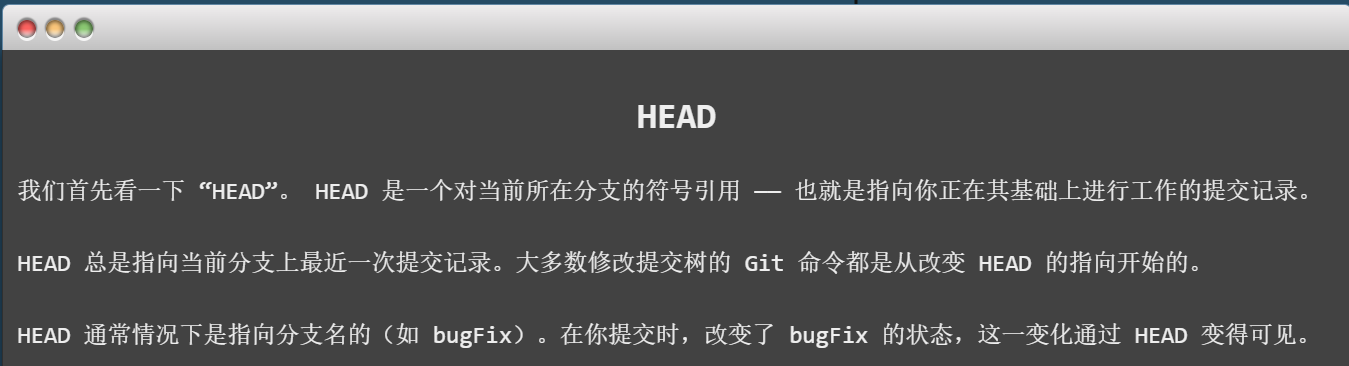 HEAD
我们首先看一下 “HEAD”。 HEAD 是一个对当前所在分支的符号引用 —— 也就是指向你正在其基础上进行工作的提交记录。
HEAD 总是指向当前分支上最近一次提交记录。大多数修改提交树的 Git 命令都是从改变 HEAD 的指向开始的。
HEAD 通常情况下是指向分支名的（如 bugFix）。在你提交时，改变了 bugFix 的状态，这一变化通过 HEAD 变得可见。